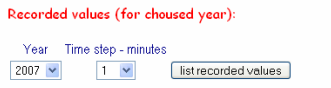 Recorded values (for choused year):
Year Time step - minutes
2007 1 list recorded values